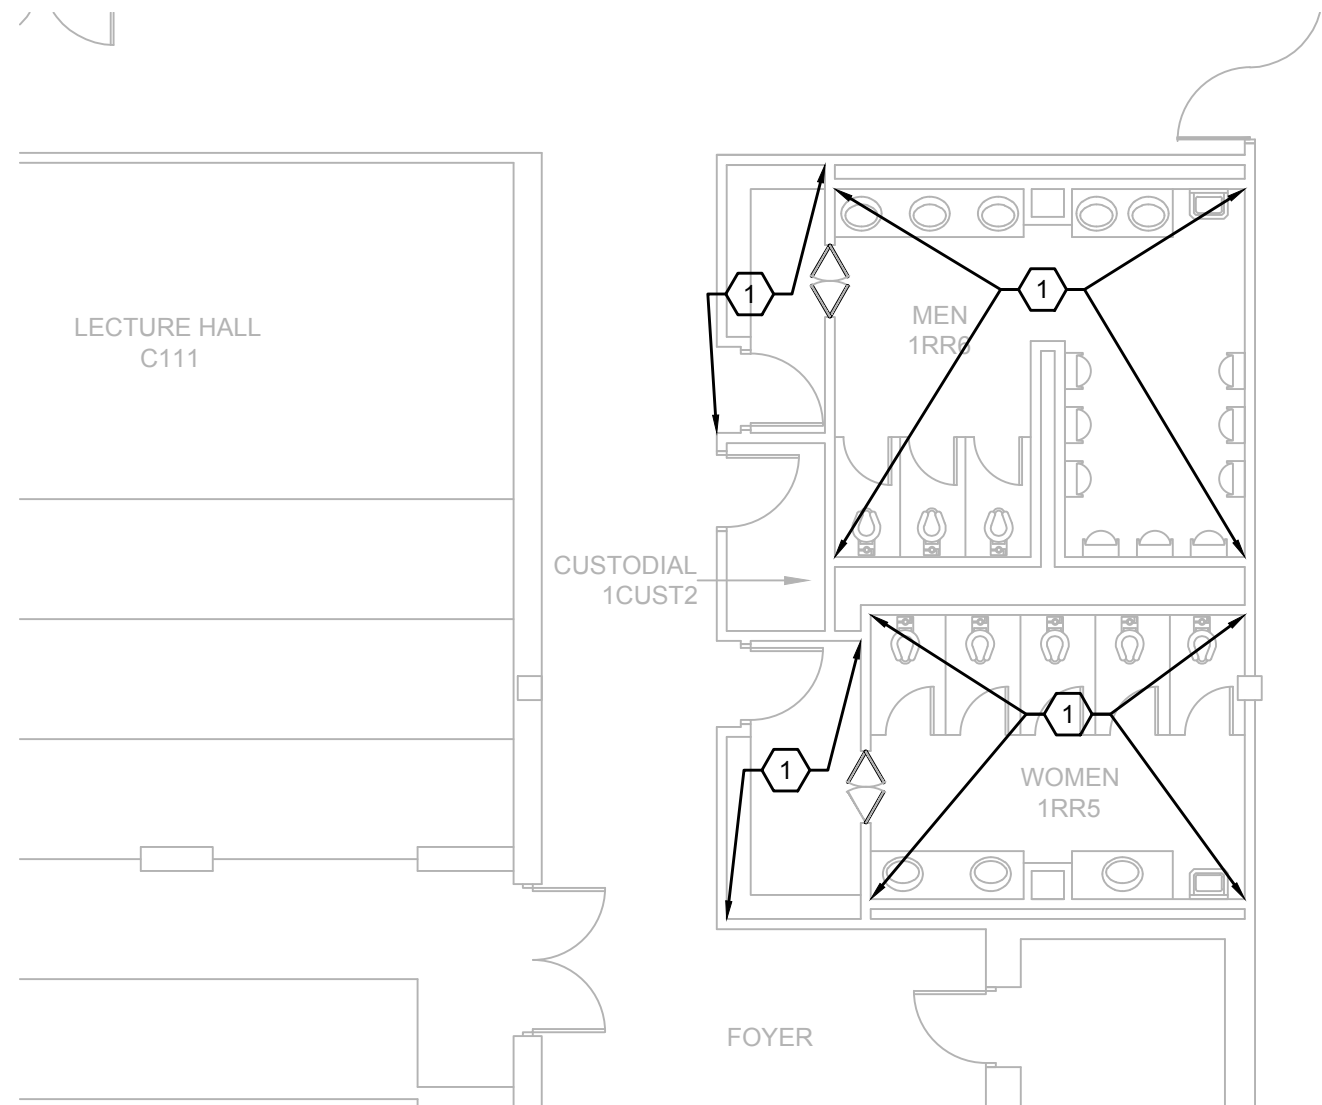 1
1
MEN
1RR6
LECTURE HALL
C111
CUSTODIAL
1CUST2
1
WOMEN
1RR5
1
FOYER